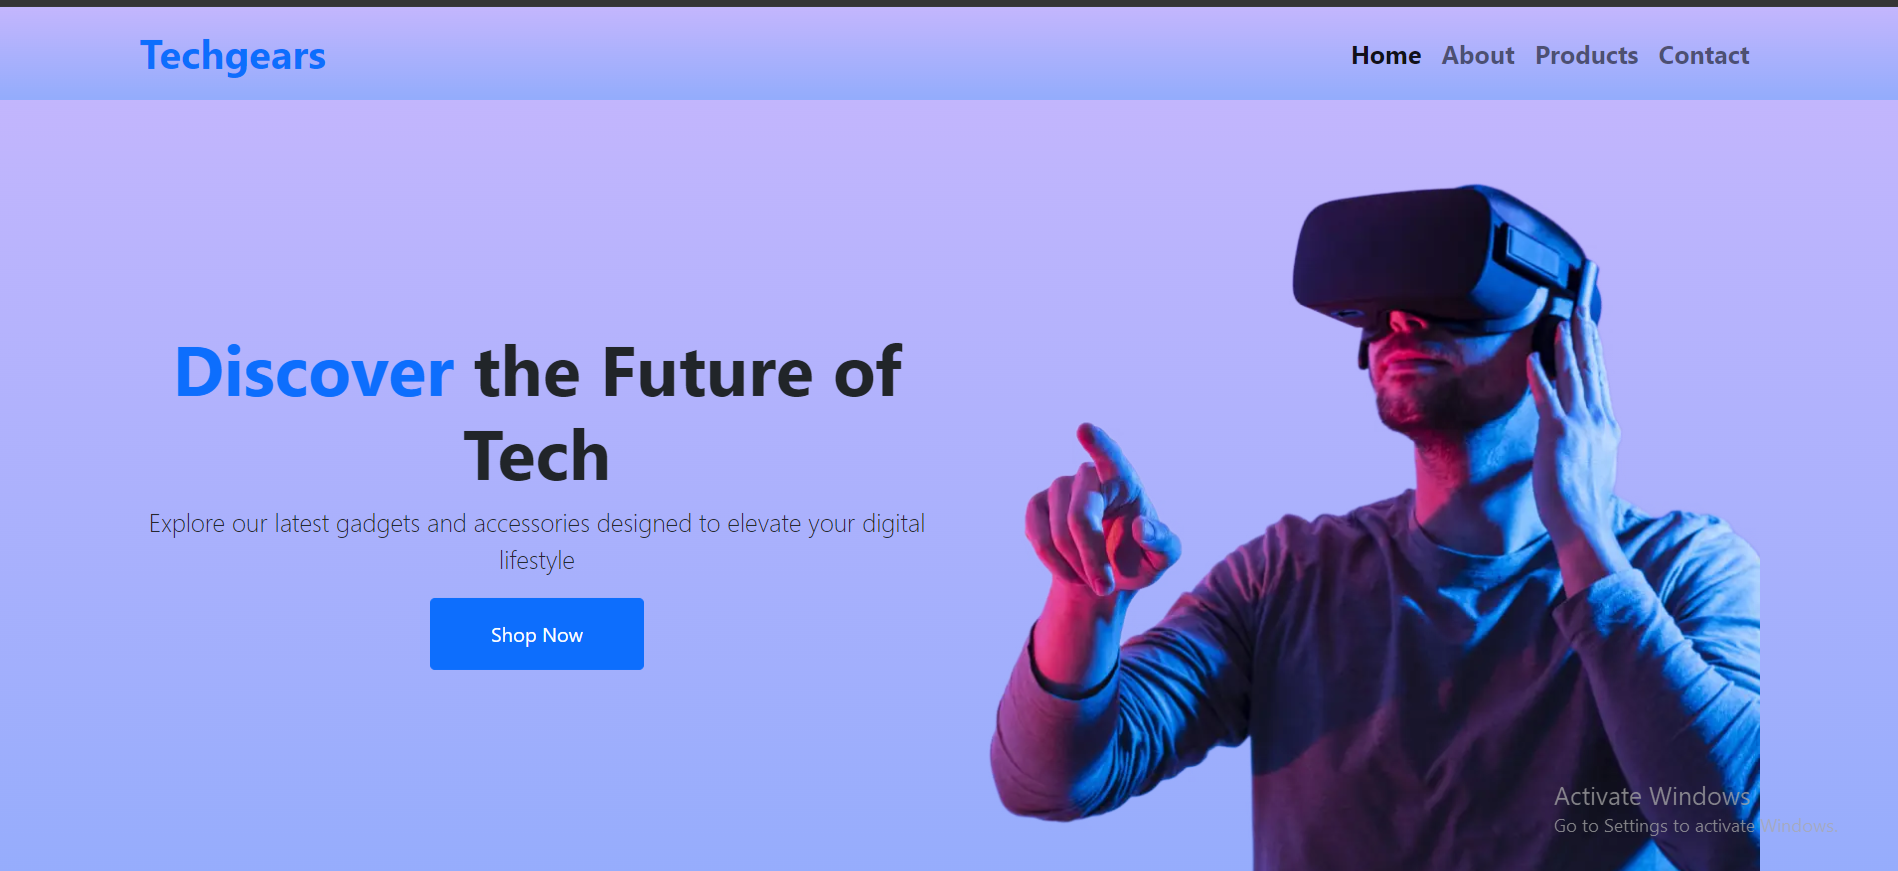 Techgears
Home About Products Contact
Discover the Future of
Tech
Explore our latest gadgets and accessories designed to elevate your digital
lifestyle
Shop Now
Activate Windows
Go to Settings to activate Windows.